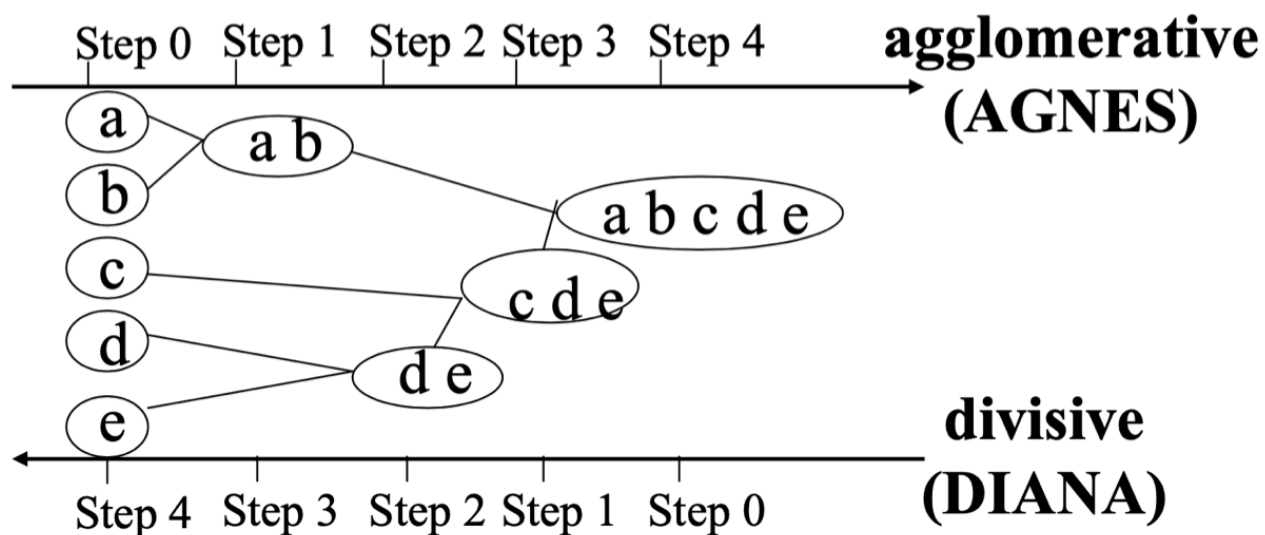 Step 0 Step 1 Step 2 Step 3 Step 4
agglomerative
(AGNES)
a
a b
b
a b c d e
c
c d e
d
d e
e
divisive
(DIANA)
Step 4 Step 3 Step 2 Step 1 Step 0